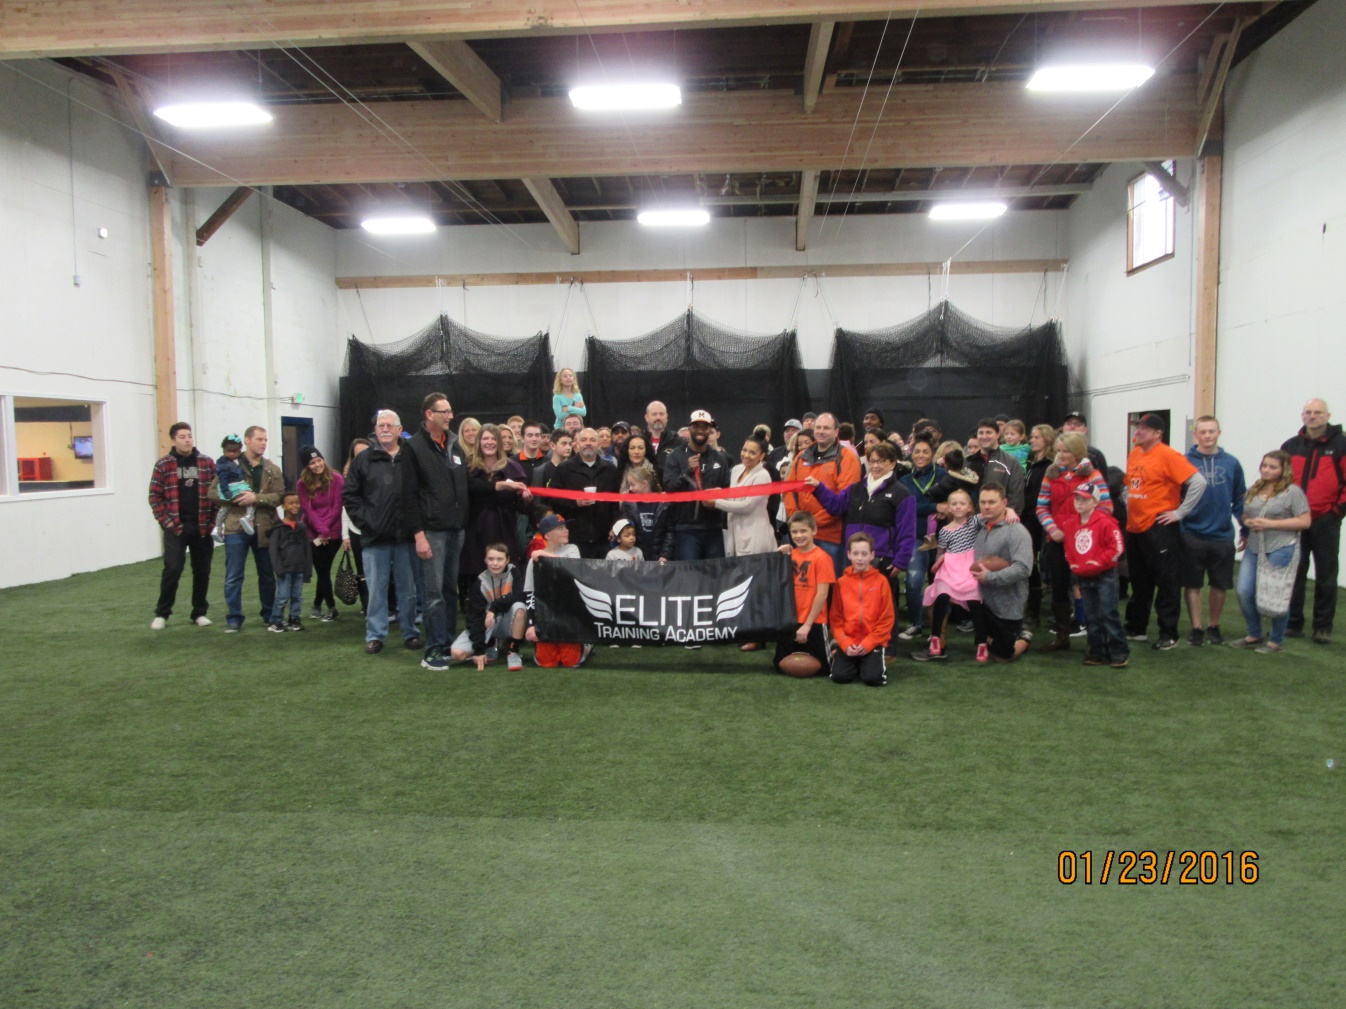 ELITE
TRAINING ACADEMY
M
M
01/23/2016